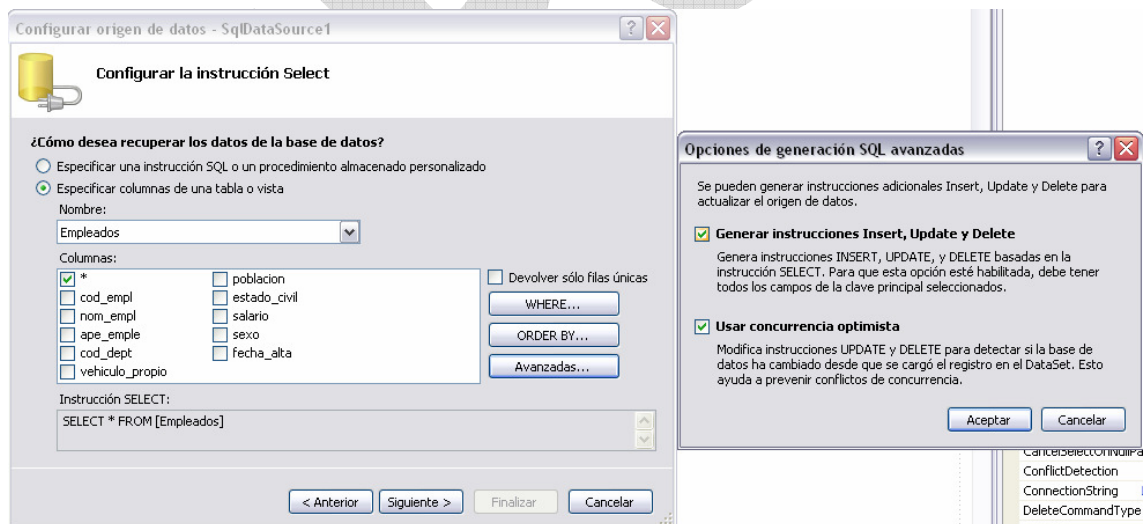 Configurar origen de datos - SqlDataSource1
Configurar la instrucción Select
¿Cómo desea recuperar los datos de la base de datos?
Especificar una instrucción SQL o un procedimiento almacenado personalizado
Especificar columnas de una tabla o vista
Nombre:
Empleados
Columnas:
*
cod_empl
nom_empl
ape_emple
cod_dept
vehiculo_propio
poblacion
estado_civil
salario
sexo
fecha_alta
Devolver sólo filas únicas
WHERE...
ORDER BY...
Avanzadas...
Instrucción SELECT:
SELECT * FROM [Empleados]
< Anterior
Siguiente >
Finalizar
Cancelar
Opciones de generación SQL avanzadas
Se pueden generar instrucciones adicionales Insert, Update y Delete para
actualizar el origen de datos.
Generar instrucciones Insert, Update y Delete
Genera instrucciones INSERT, UPDATE, y DELETE basadas en la
instrucción SELECT. Para que esta opción esté habilitada, debe tener
todos los campos de la clave principal seleccionados.
Usar concurrencia optimista
Modifica instrucciones UPDATE y DELETE para detectar si la base de
datos ha cambiado desde que se cargó el registro en el DataSet. Esto
ayuda a prevenir conflictos de concurrencia.
Aceptar
Cancelar
CancelSelectOnNullPa
ConflictDetection
ConnectionString
DeleteCommandType